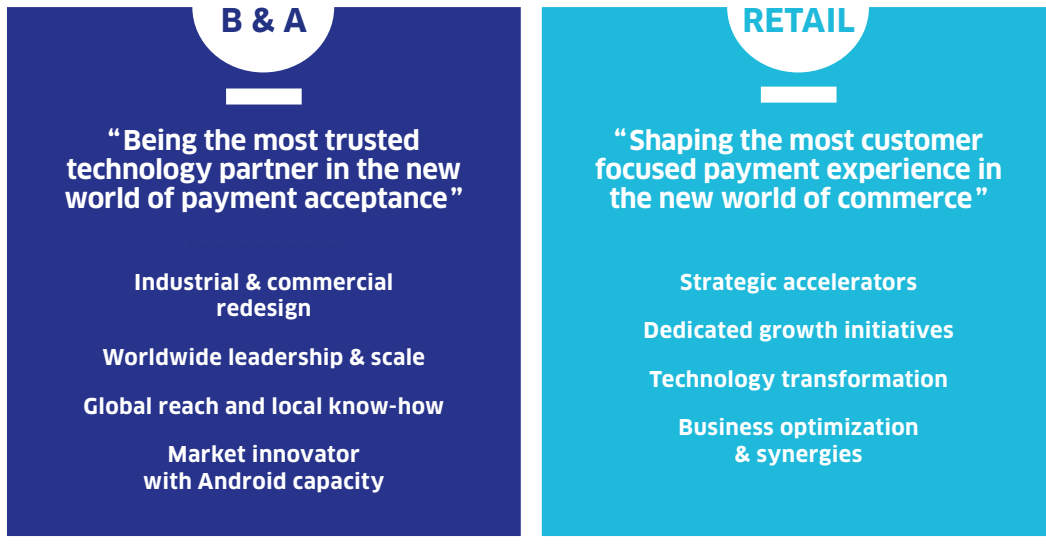 B & A
“Being the most trusted
technology partner in the new
world of payment acceptance”
Industrial & commercial
redesign
Worldwide leadership & scale
Global reach and local know-how
Market innovator
with Android capacity
RETAIL
“Shaping the most customer
focused payment experience in
the new world of commerce”
Strategic accelerators
Dedicated growth initiatives
Technology transformation
Business optimization
& synergies